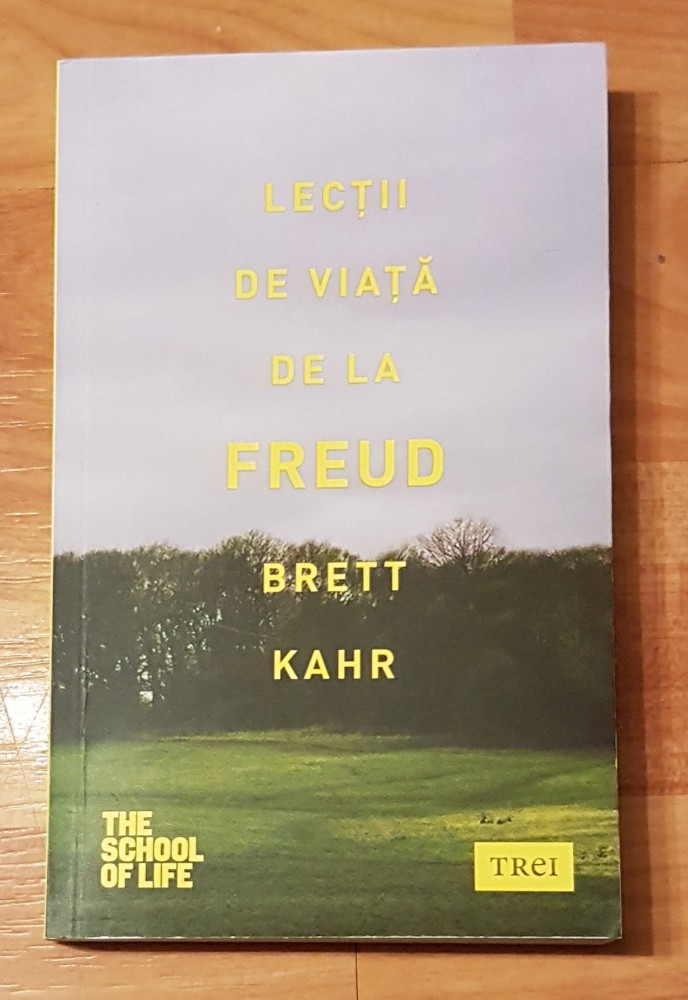 LECȚII
DE VIAȚĂ
DE LA
FREUD
BRETT
KAHR
THE
SCHOOL
OF LIFE
TREI